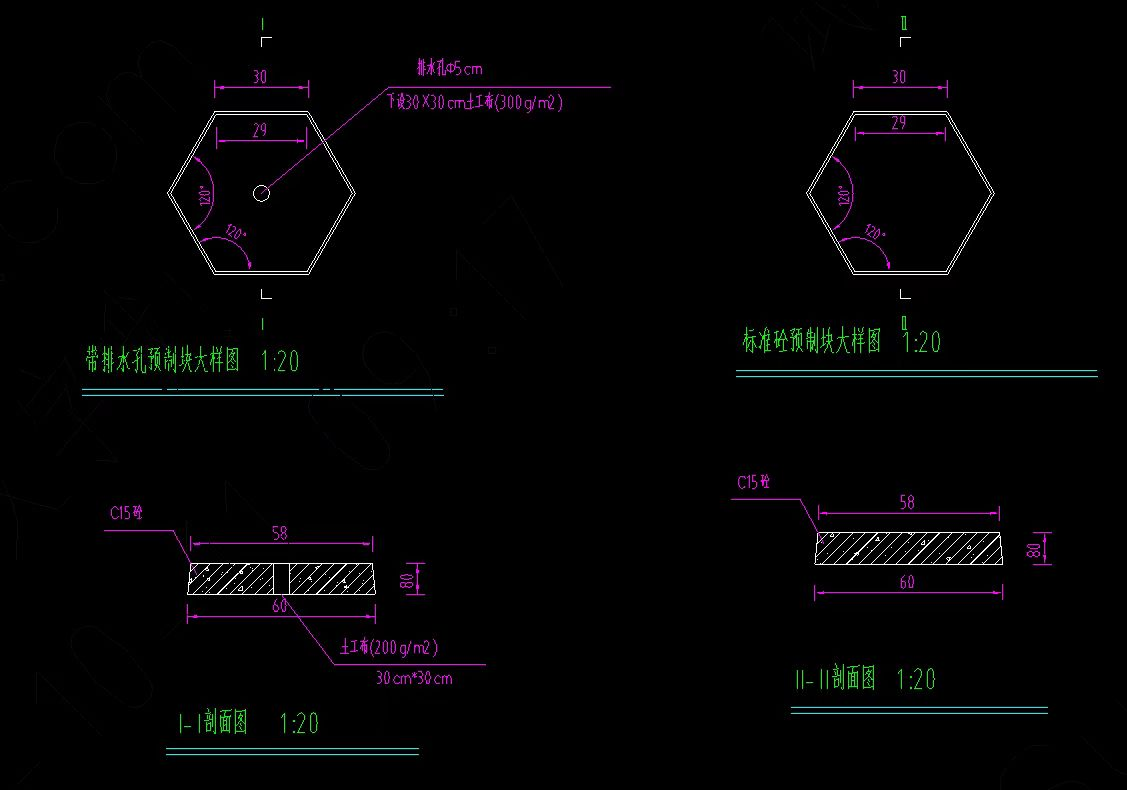 I
排水孔Φ5cm
30
下设30X30cm土工布(300g/m2)
29
120°
120°
I
带排水孔预制块大样图 1:20
II
30
29
120°
120°
II
标准砼预制块大样图 1:20
C15砼
58
80
60
土工布(200g/m2)
30cm*30cm
I-I剖面图 1:20
C15砼
58
80
60
II-II剖面图 1:20